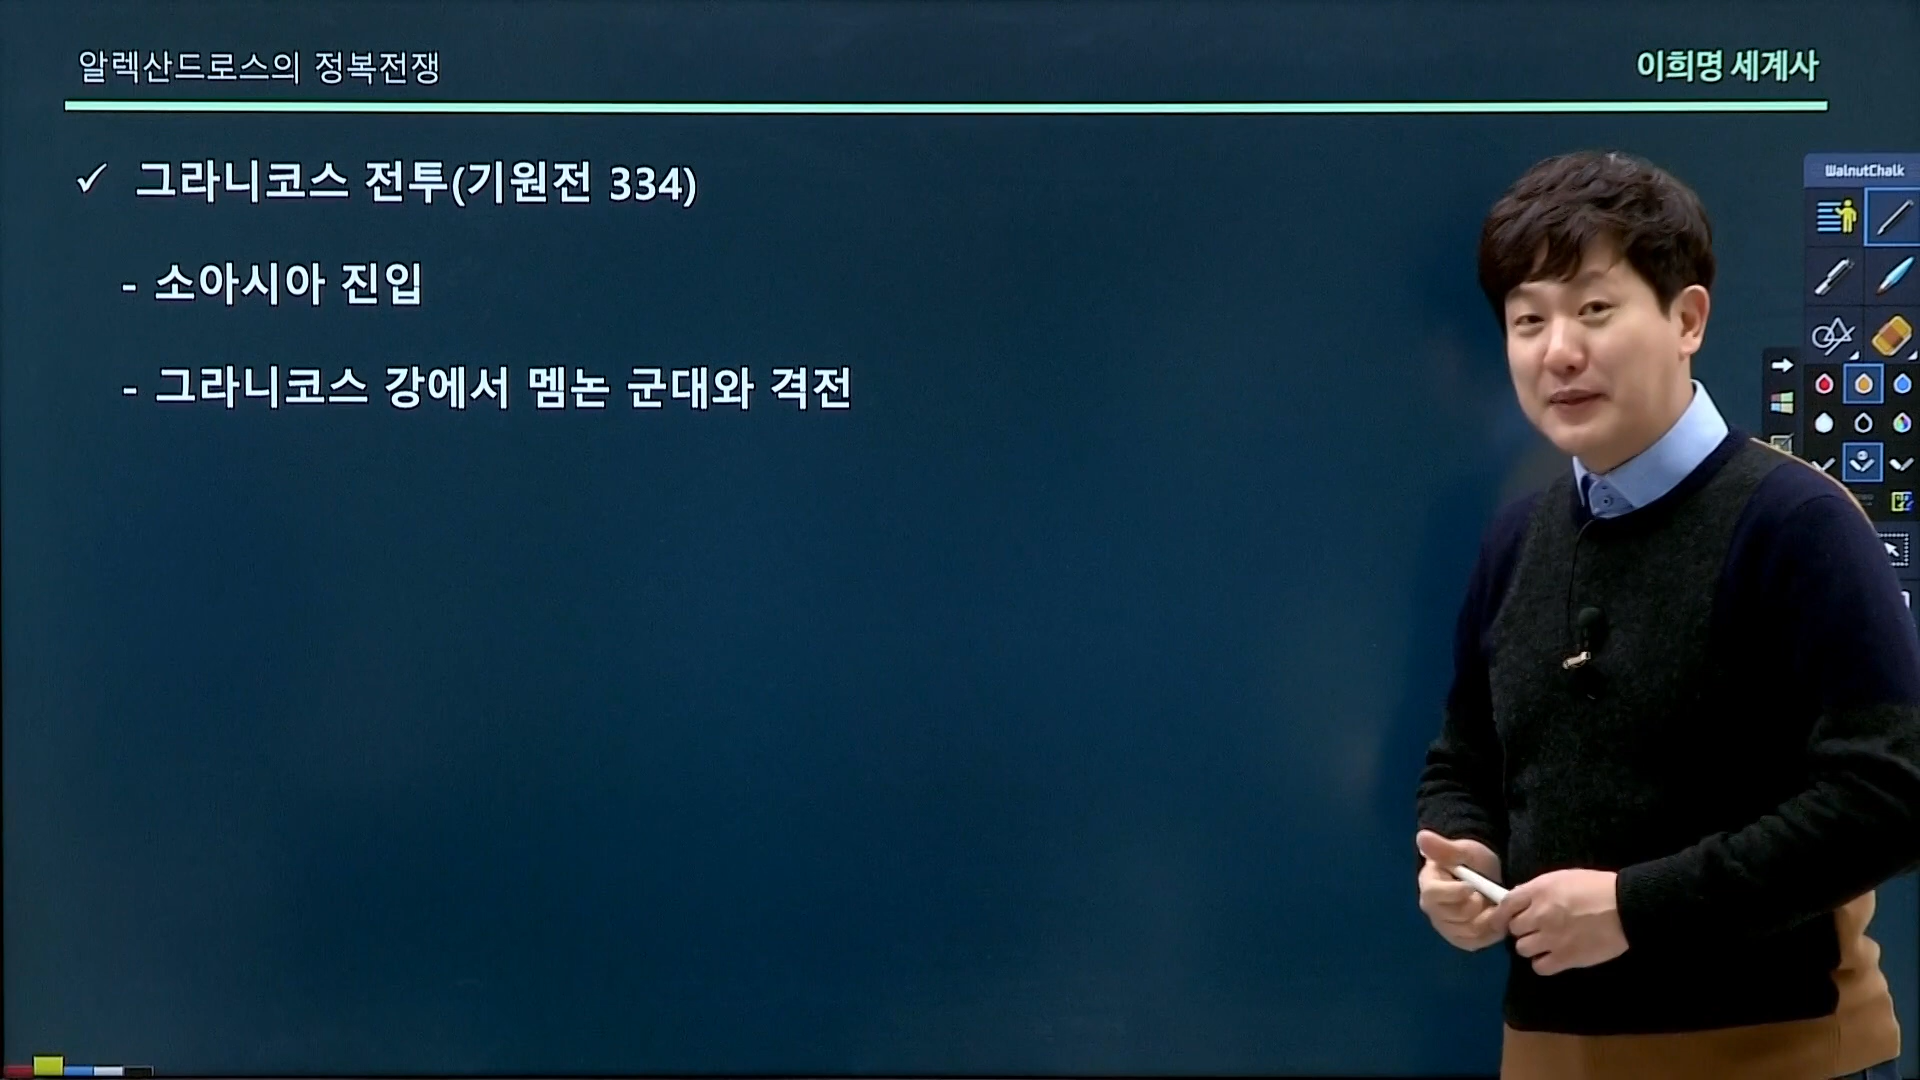 알렉산드로스의 정복전쟁
이희명 세계사
✓ 그라니코스 전투(기원전 334)
- 소아시아 진입
- 그라니코스 강에서 멤논 군대와 격전
WalnutChalk